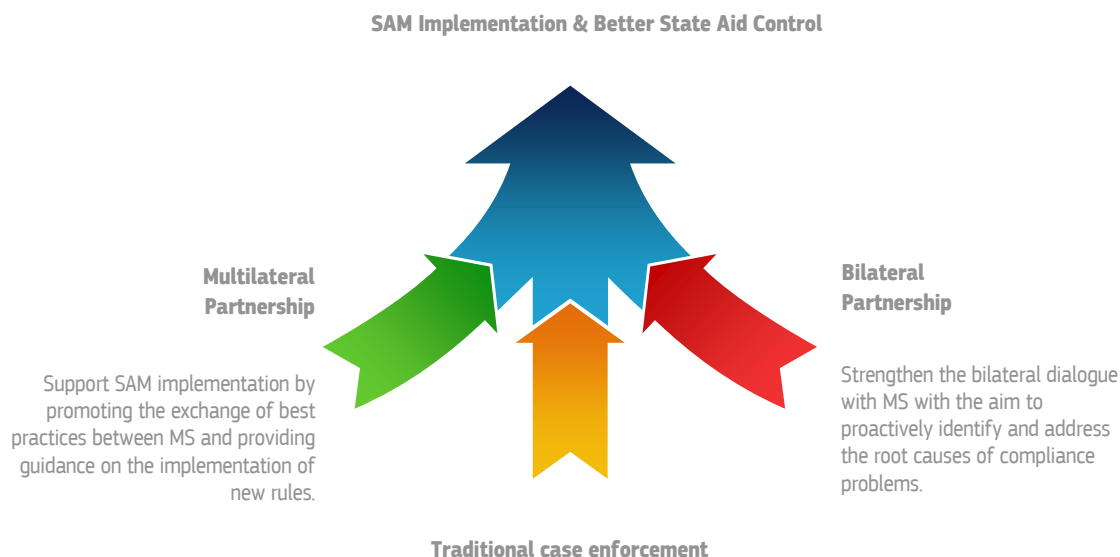 SAM Implementation & Better State Aid Control
Multilateral
Partnership
Support SAM implementation by
promoting the exchange of best
practices between MS and providing
guidance on the implementation of
new rules.
Bilateral
Partnership
Strengthen the bilateral dialogue
with MS with the aim to
proactively identify and address
the root causes of compliance
problems.
Traditional case enforcement